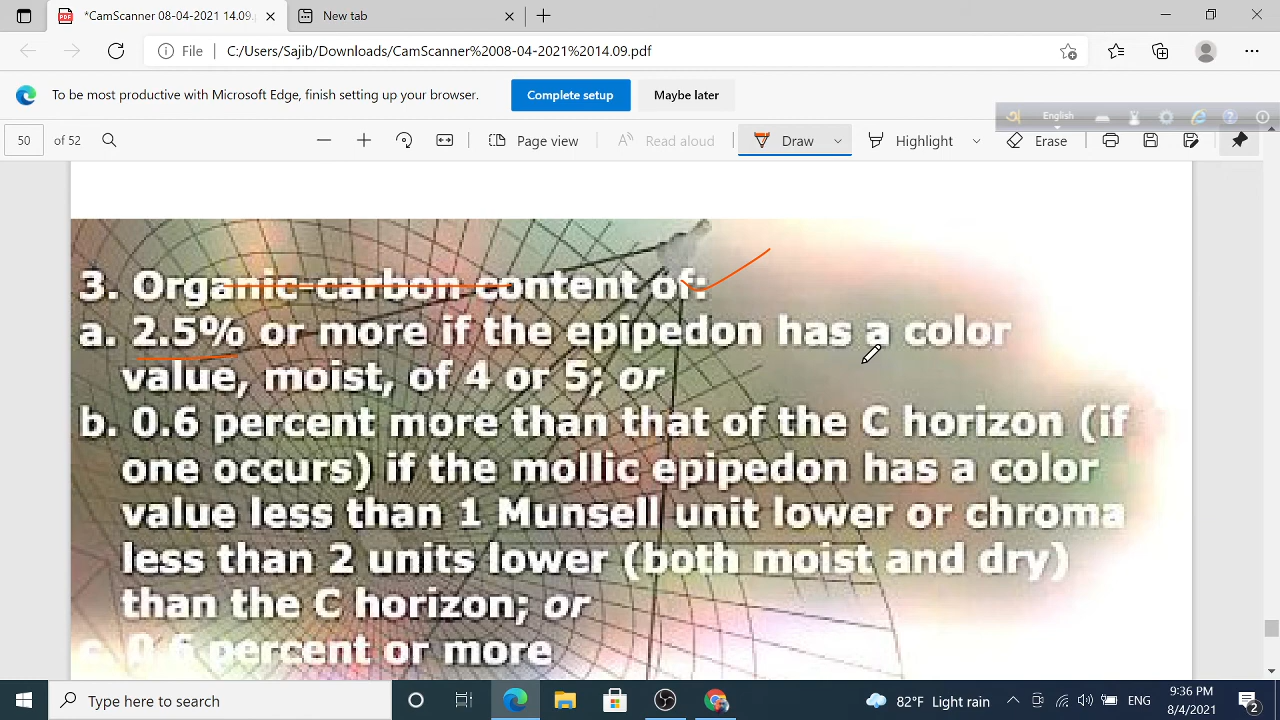 *CamScanner 08-04-2021 14.09.p
New tab
File
C:/Users/Sajib/Downloads/CamScanner%2008-04-2021%2014.09.pdf
To be most productive with Microsoft Edge, finish setting up your browser.
Complete setup
Maybe later
English
50 of 52
Page view
Read aloud
Draw
Highlight
Erase
3. Organic-carbon content of:
a. 2.5% or more if the epipedon has a color
value, moist, of 4 or 5; or
b. 0.6 percent more than that of the C horizon (if
one occurs) if the mollic epipedon has a color
value less than 1 Munsell unit lower or chroma
less than 2 units lower (both moist and dry)
than the C horizon; or
c. 0.6 percent or more
Type here to search
82°F Light rain
ENG
9:36 PM
8/4/2021
2